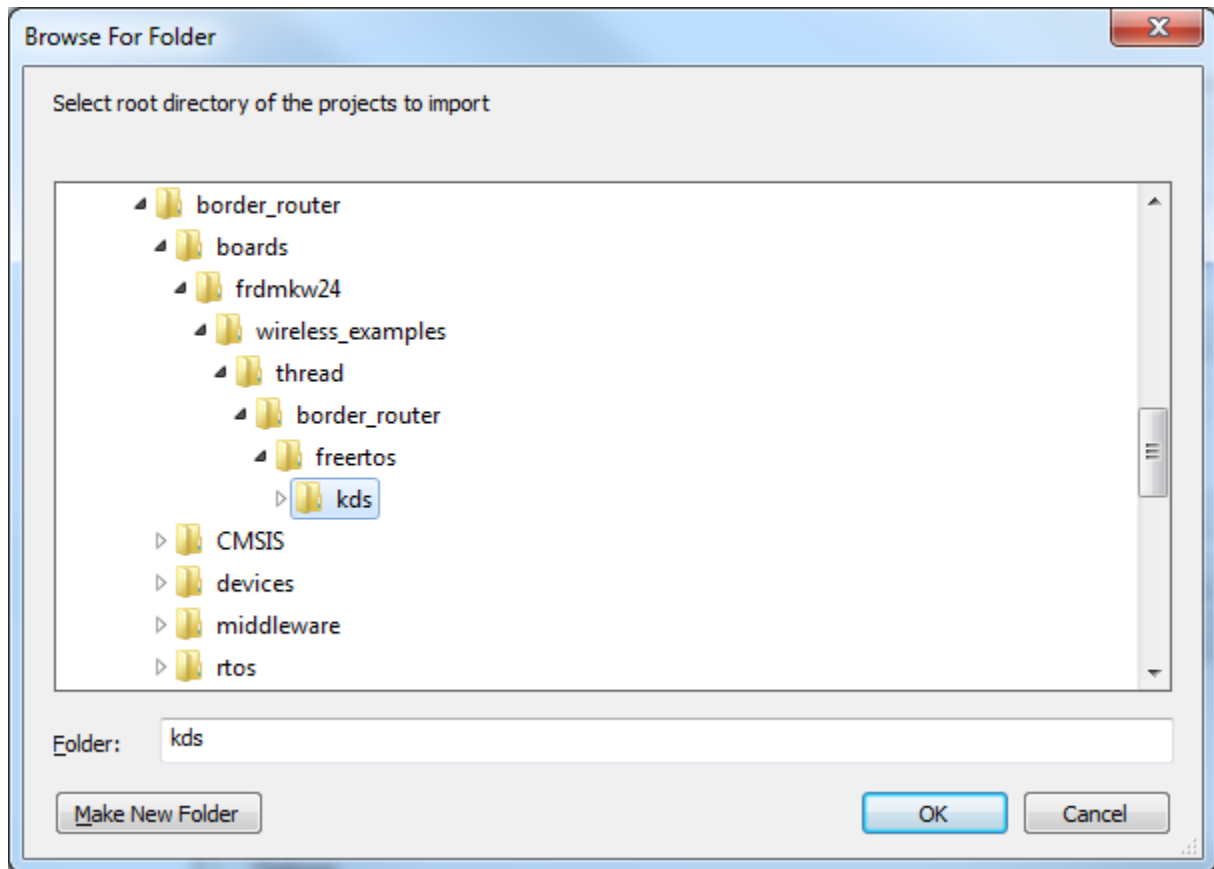 Browse For Folder
Select root directory of the projects to import
border_router
boards
frdmkw24
wireless_examples
thread
border_router
freertos
kds
CMSIS
devices
middleware
rtos
Folder: kds
Make New Folder OK Cancel